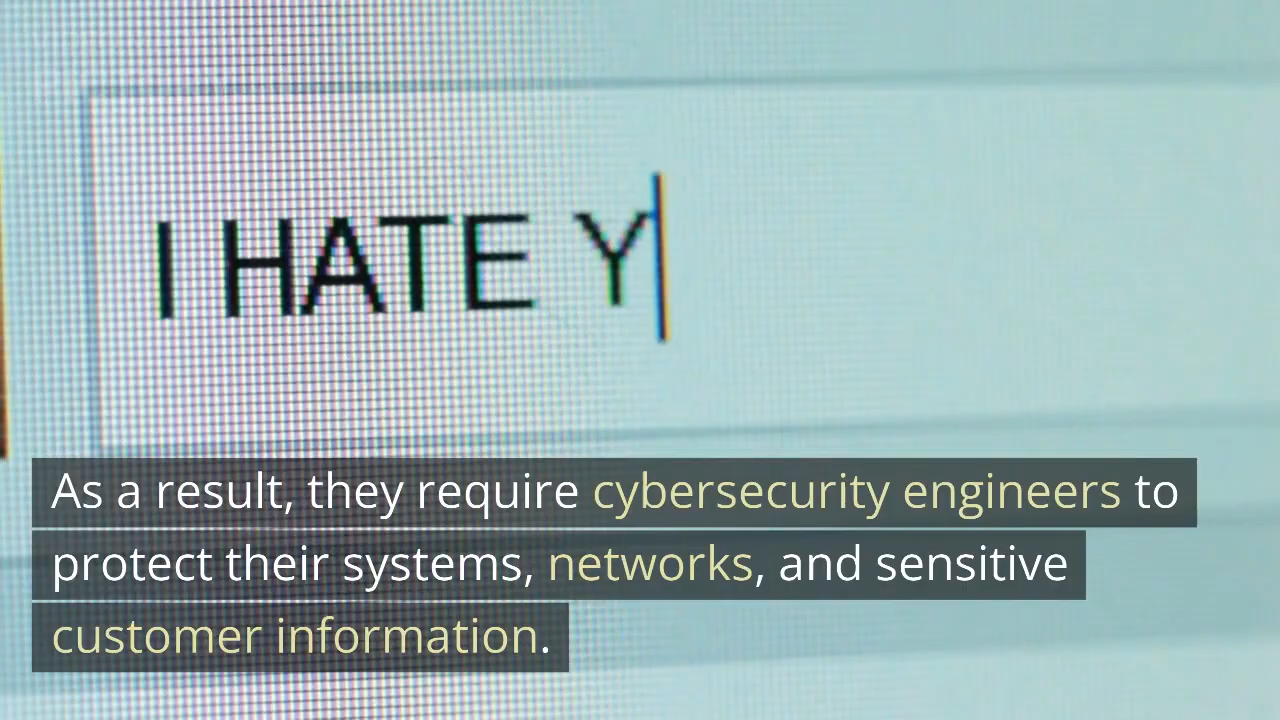 I HATE Y
As a result, they require cybersecurity engineers to
protect their systems, networks, and sensitive
customer information.